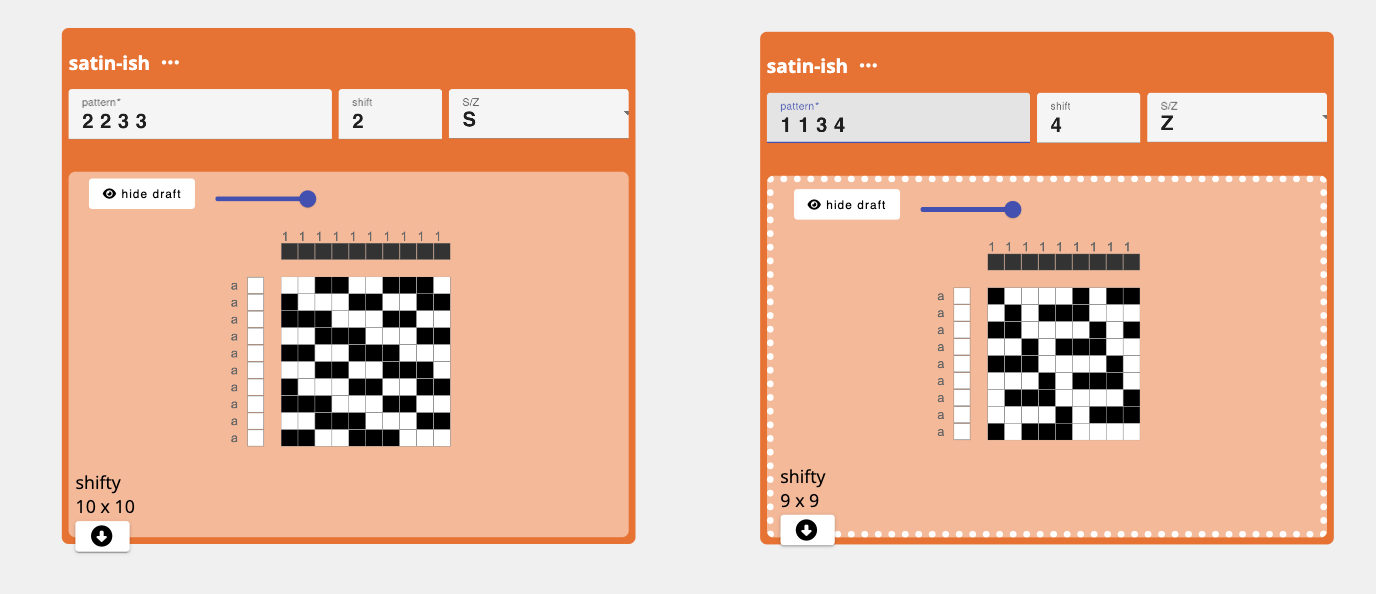 satin-ish ...
pattern* shift S/Z
2 2 3 3 2 S
hide draft
1 1 1 1 1 1 1 1 1 1
a
a
a
a
a
a
a
a
a
a
shifty
10 x 10
satin-ish ...
pattern* shift S/Z
1 1 3 4 4 Z
hide draft
1 1 1 1 1 1 1 1 1
a
a
a
a
a
a
a
a
a
shifty
9 x 9